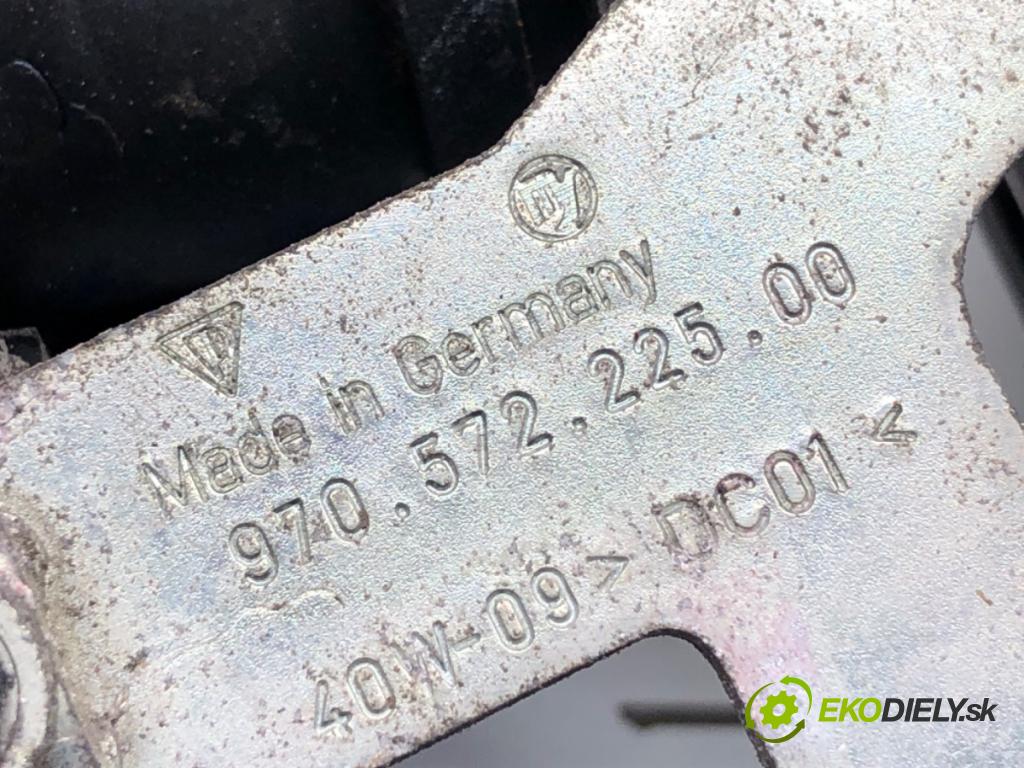 Made in Germany
970.572.225.00
40W-09 >DC01<
EKODIELY.sk